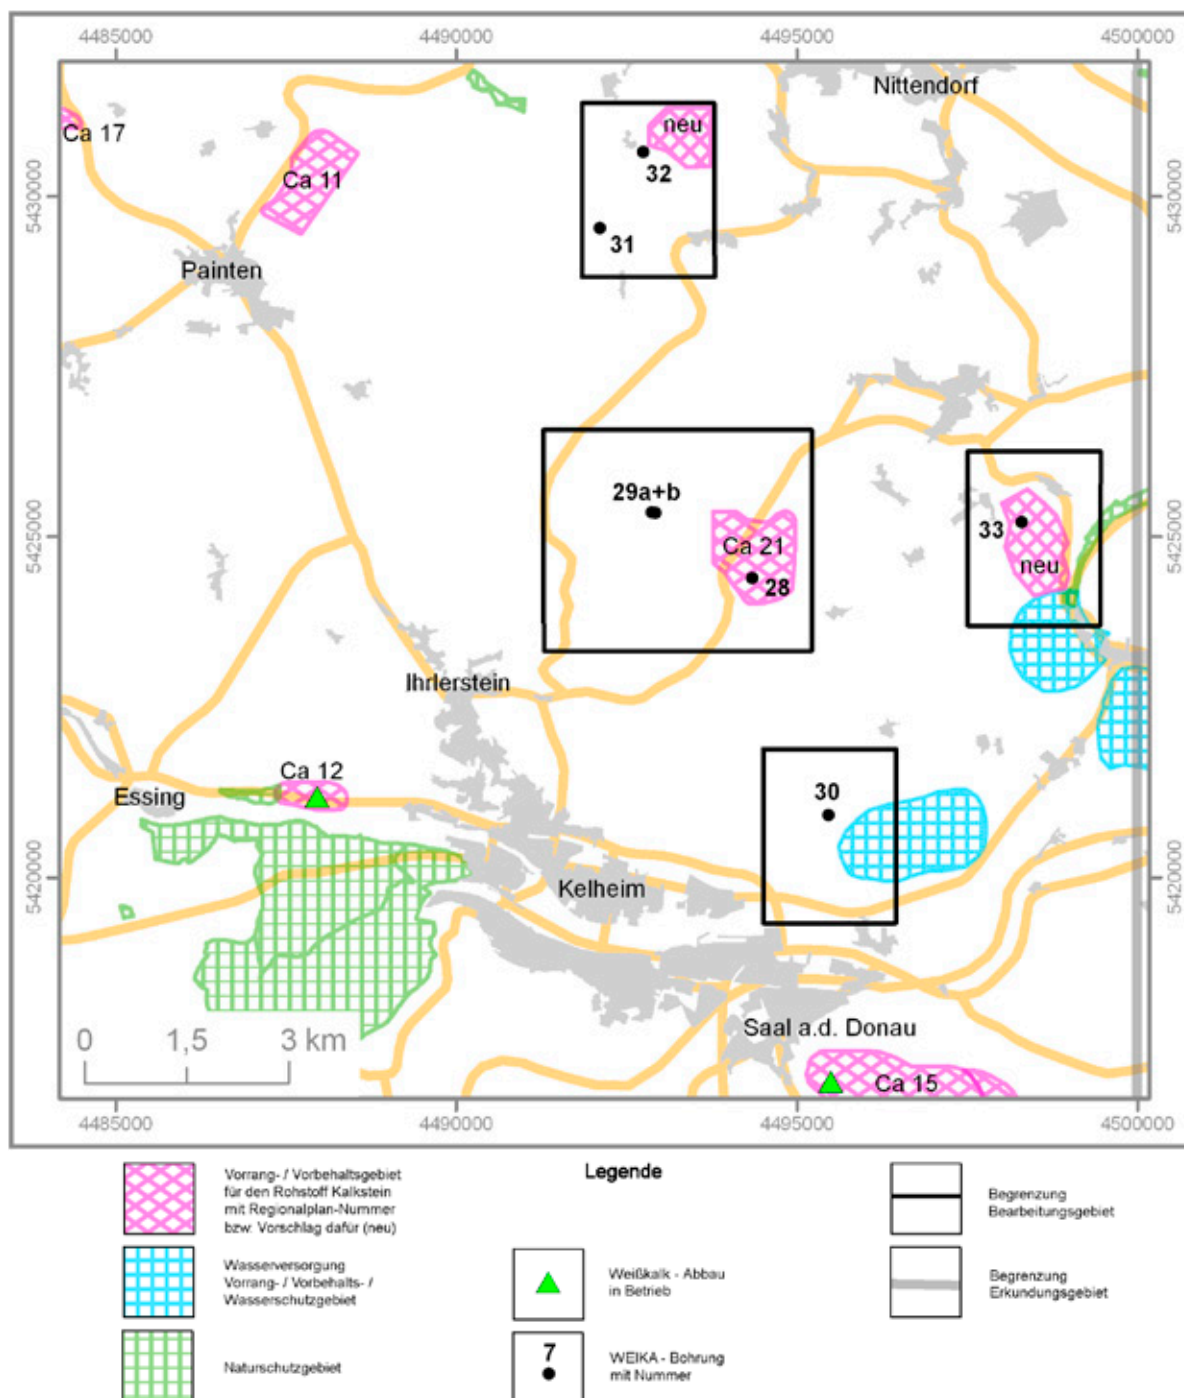 4485000 4490000 4495000 4500000
Nittendorf
neu
Ca 17
32
Ca 11
5430000 5430000
31
Painten
29a+b
33
5425000 5425000
Ca 21
neu
28
Ihrlerstein
Ca 12
Essing
30
5420000 5420000
Kelheim
Saal a.d. Donau
0 1,5 3 km
Ca 15
4485000 4490000 4495000 4500000
Legende
Vorrang- / Vorbehaltsgebiet
für den Rohstoff Kalkstein
mit Regionalplan-Nummer
bzw. Vorschlag dafür (neu)
Wasserversorgung
Vorrang- / Vorbehalts- /
Wasserschutzgebiet
Naturschutzgebiet
Weißkalk - Abbau
in Betrieb
7
WEIKA - Bohrung
mit Nummer
Begrenzung
Bearbeitungsgebiet
Begrenzung
Erkundungsgebiet